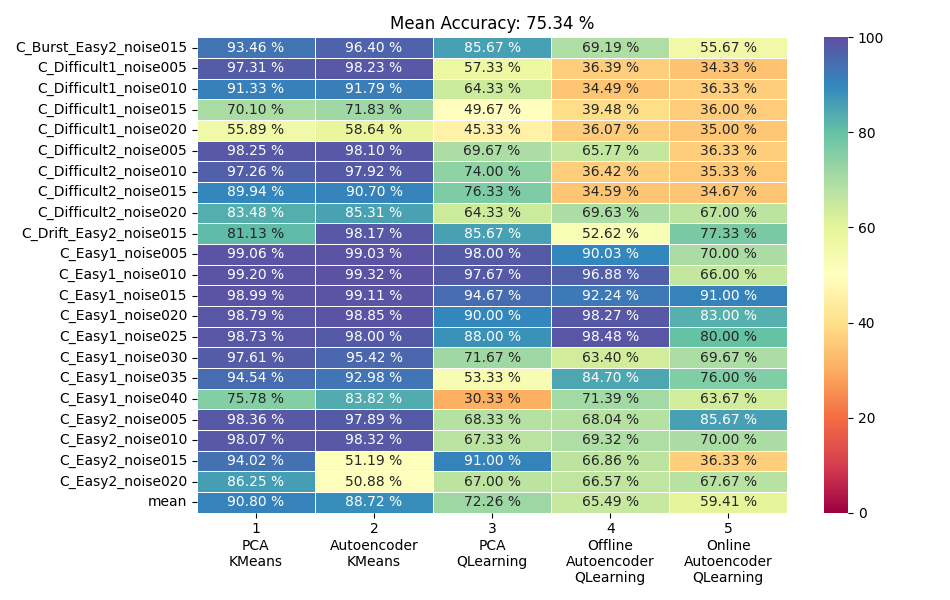 Mean Accuracy: 75.34 %
C_Burst_Easy2_noise015 93.46 % 96.40 % 85.67 % 69.19 % 55.67 %
C_Difficult1_noise005 97.31 % 98.23 % 57.33 % 36.39 % 34.33 %
C_Difficult1_noise010 91.33 % 91.79 % 64.33 % 34.49 % 36.33 %
C_Difficult1_noise015 70.10 % 71.83 % 49.67 % 39.48 % 36.00 %
C_Difficult1_noise020 55.89 % 58.64 % 45.33 % 36.07 % 35.00 %
C_Difficult2_noise005 98.25 % 98.10 % 69.67 % 65.77 % 36.33 %
C_Difficult2_noise010 97.26 % 97.92 % 74.00 % 36.42 % 35.33 %
C_Difficult2_noise015 89.94 % 90.70 % 76.33 % 34.59 % 34.67 %
C_Difficult2_noise020 83.48 % 85.31 % 64.33 % 69.63 % 67.00 %
C_Drift_Easy2_noise015 81.13 % 98.17 % 85.67 % 52.62 % 77.33 %
C_Easy1_noise005 99.06 % 99.03 % 98.00 % 90.03 % 70.00 %
C_Easy1_noise010 99.20 % 99.32 % 97.67 % 96.88 % 66.00 %
C_Easy1_noise015 98.99 % 99.11 % 94.67 % 92.24 % 91.00 %
C_Easy1_noise020 98.79 % 98.85 % 90.00 % 98.27 % 83.00 %
C_Easy1_noise025 98.73 % 98.00 % 88.00 % 98.48 % 80.00 %
C_Easy1_noise030 97.61 % 95.42 % 71.67 % 63.40 % 69.67 %
C_Easy1_noise035 94.54 % 92.98 % 53.33 % 84.70 % 76.00 %
C_Easy1_noise040 75.78 % 83.82 % 30.33 % 71.39 % 63.67 %
C_Easy2_noise005 98.36 % 97.89 % 68.33 % 68.04 % 85.67 %
C_Easy2_noise010 98.07 % 98.32 % 67.33 % 69.32 % 70.00 %
C_Easy2_noise015 94.02 % 51.19 % 91.00 % 66.86 % 36.33 %
C_Easy2_noise020 86.25 % 50.88 % 67.00 % 66.57 % 67.67 %
mean 90.80 % 88.72 % 72.26 % 65.49 % 59.41 %
1 2 3 4 5
PCA Autoencoder PCA Offline Online
KMeans KMeans QLearning Autoencoder Autoencoder
QLearning QLearning
100
80
60
40
20
0